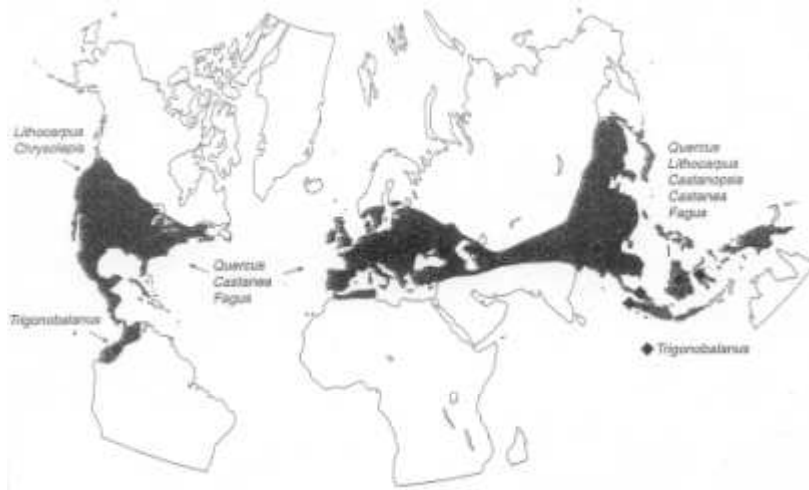 Lithocarpus
Chrysolepis
Quercus
Castanea
Fagus
Trigonobalanus
Quercus
Lithocarpus
Castanopsis
Castanea
Fagus
Trigonobalanus